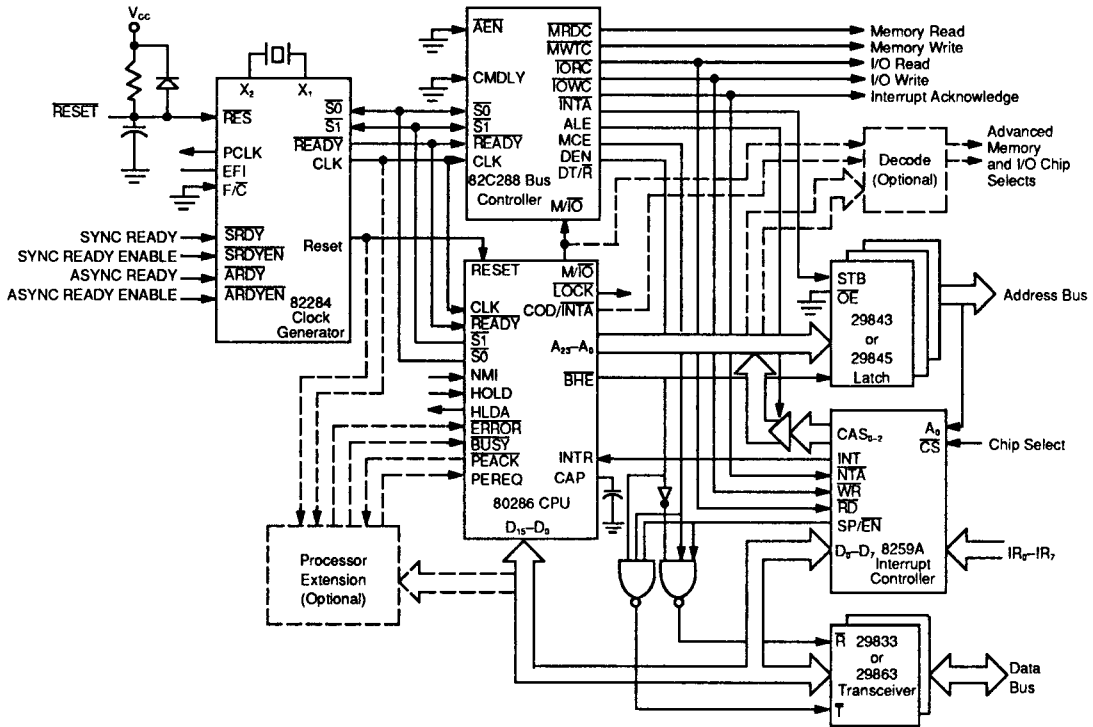 Vcc
X₂ X₁
RESET
RES
PCLK
EFI
F/C
S0
S1
READY
CLK
SYNC READY
SRDY
SYNC READY ENABLE
SRDYEN
ASYNC READY
ARDY
ASYNC READY ENABLE
ARDYEN
Reset
82284
Clock
Generator
AEN
CMDLY
S0
S1
READY
CLK
82C288 Bus
Controller
MRDC
MWTC
IORC
IOWC
INTA
ALE
MCE
DEN
DT/R
M/IO
Memory Read
Memory Write
I/O Read
I/O Write
Interrupt Acknowledge
Decode
(Optional)
Advanced
Memory
and I/O Chip
Selects
RESET
CLK
READY
S1
S0
NMI
HOLD
HLDA
ERROR
BUSY
PEACK
PEREQ
M/IO
LOCK
COD/INTA
A₂₃–A₀
BHE
INTR
CAP
80286 CPU
D₁₅–D₀
STB
OE
29843
or
29845
Latch
Address Bus
CAS₀₋₂
A₀
CS
Chip Select
INT
NTA
WR
RD
SP/EN
D₀–D₇
8259A
Interrupt
Controller
IR₀–IR₇
Processor
Extension
(Optional)
R
29833
or
29863
Transceiver
T
Data
Bus